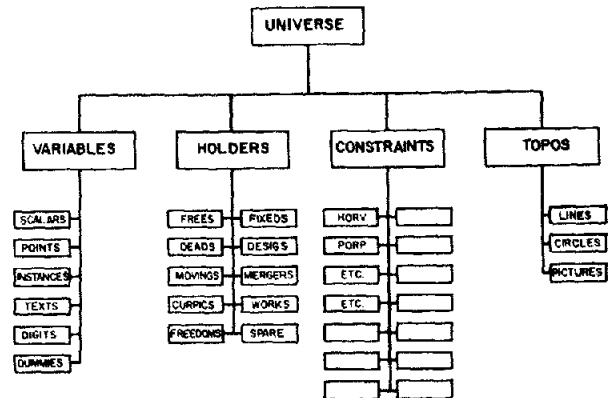 UNIVERSE
VARIABLES
HOLDERS
CONSTRAINTS
TOPOS
SCALARS
POINTS
INSTANCES
TEXTS
DIGITS
DUMMIES
FREES
FIXEDS
DEADS
DESIGS
MOVINGS
MERGERS
CURPICS
WORKS
FREEDOMS
SPARE
HORV
PORP
ETC.
ETC.
LINES
CIRCLES
PICTURES